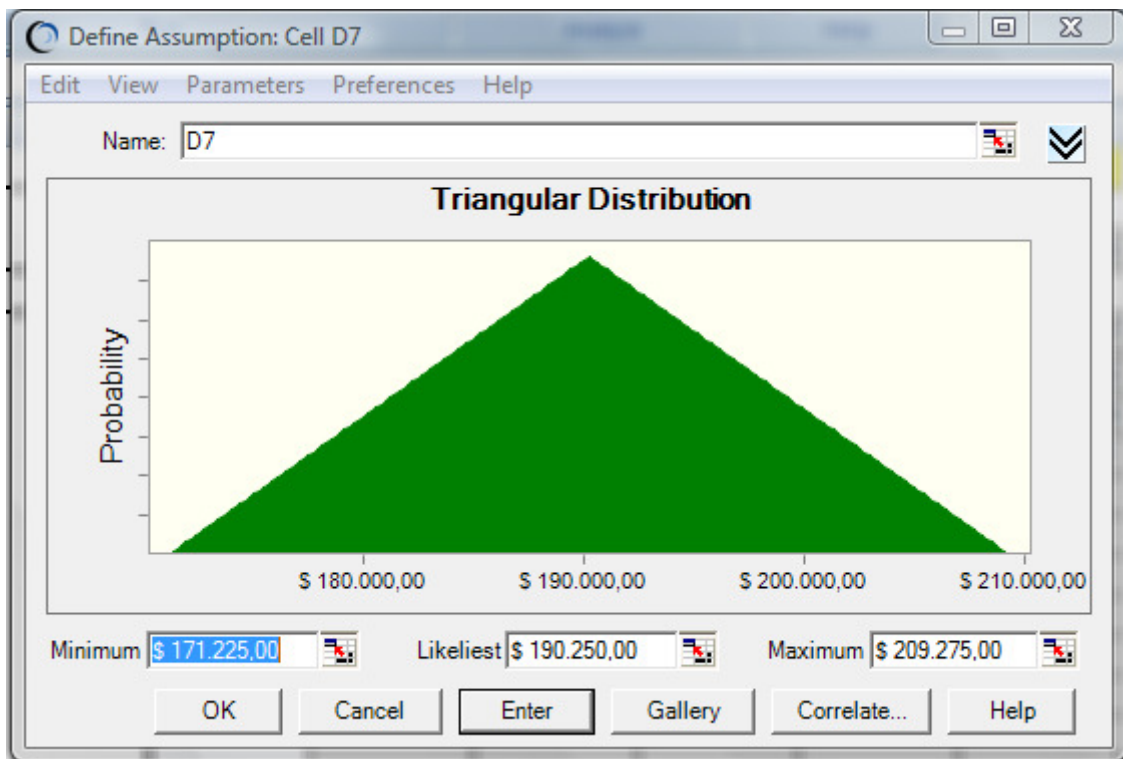 Define Assumption: Cell D7
Edit View Parameters Preferences Help
Name: D7
Triangular Distribution
Probability
$ 180.000,00 $ 190.000,00 $ 200.000,00 $ 210.000,00
Minimum $ 171.225,00 Likeliest $ 190.250,00 Maximum $ 209.275,00
OK Cancel Enter Gallery Correlate... Help